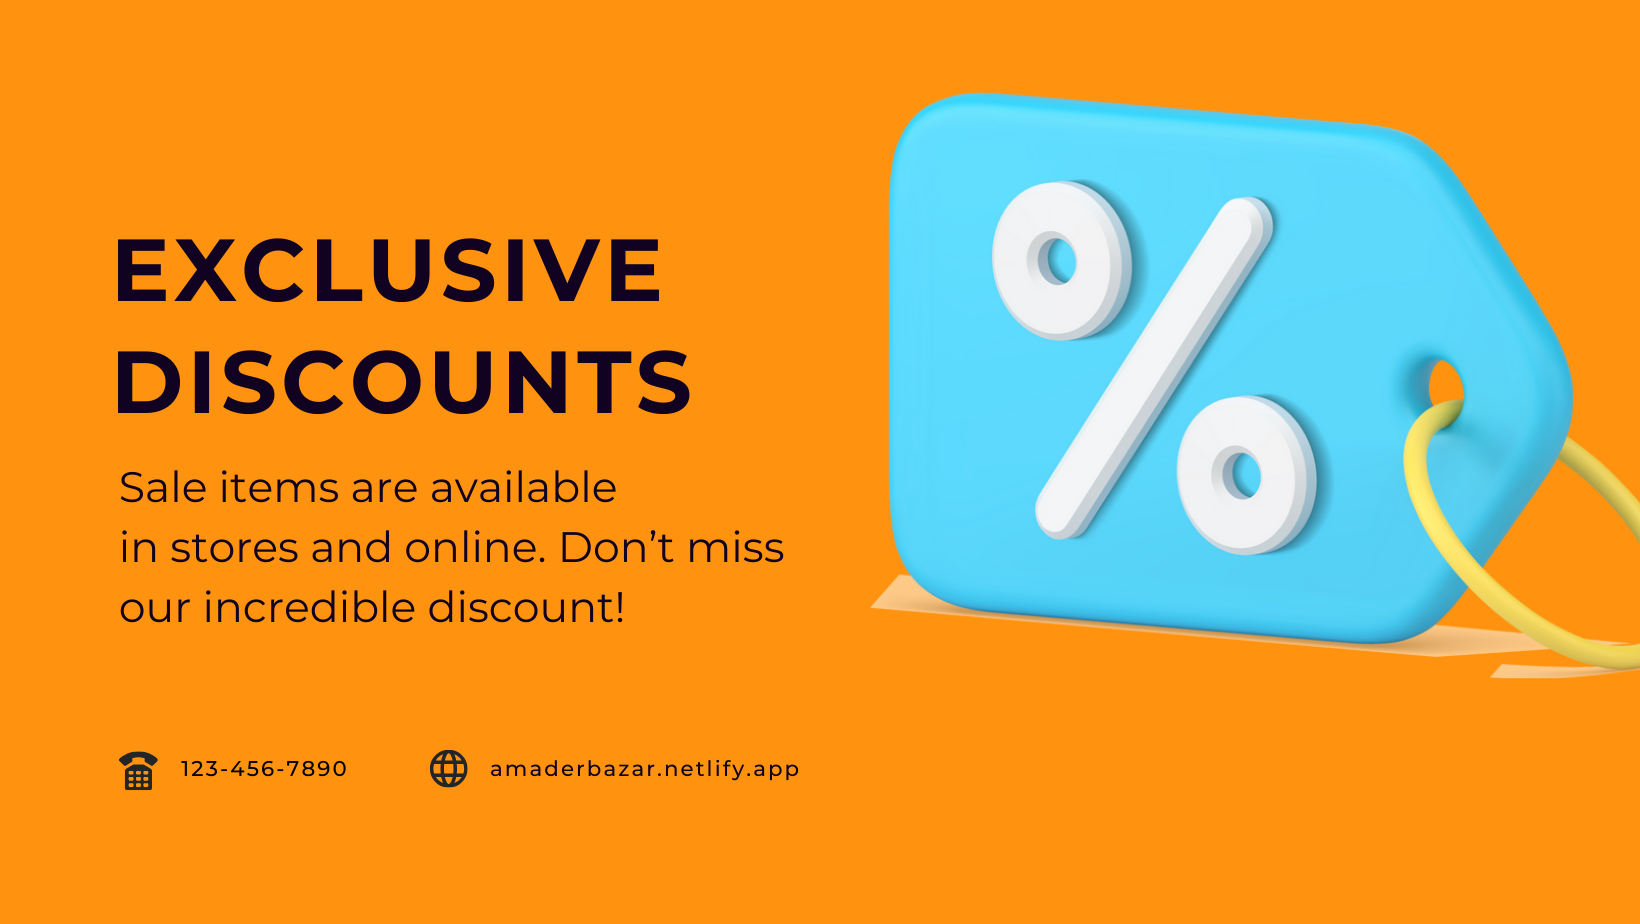 EXCLUSIVE
DISCOUNTS
Sale items are available
in stores and online. Don’t miss
our incredible discount!
123-456-7890
amaderbazar.netlify.app
%